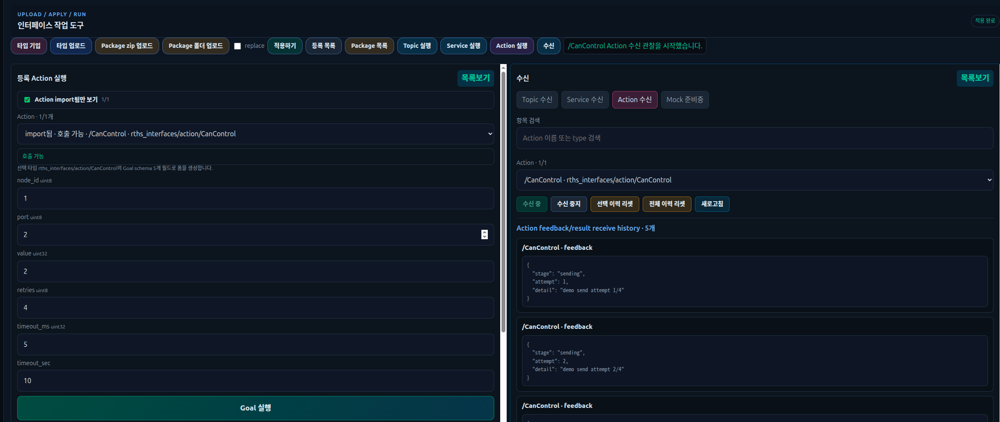 UPLOAD / APPLY / RUN
인터페이스 작업 도구
적용 완료
타입 기입
타입 업로드
Package zip 업로드
Package 폴더 업로드
replace
적용하기
등록 목록
Package 목록
Topic 실행
Service 실행
Action 실행
수신
/CanControl Action 수신 관찰을 시작했습니다.
등록 Action 실행
목록보기
Action import됨만 보기 1/1
Action · 1/1개
import됨 · 호출 가능 · /CanControl · rths_interfaces/action/CanControl
호출 가능
선택 타입 rths_interfaces/action/CanControl의 Goal schema 5개 필드로 폼을 생성합니다.
node_id uint8
1
port uint8
2
value uint32
2
retries uint8
4
timeout_ms uint32
5
timeout_sec
10
Goal 실행
수신
목록보기
Topic 수신
Service 수신
Action 수신
Mock 준비중
항목 검색
Action 이름 또는 type 검색
Action · 1/1
/CanControl · rths_interfaces/action/CanControl
수신 중
수신 중지
선택 이력 리셋
전체 이력 리셋
새로고침
Action feedback/result receive history · 5개
/CanControl · feedback
{
"stage": "sending",
"attempt": 1,
"detail": "demo send attempt 1/4"
}
/CanControl · feedback
{
"stage": "sending",
"attempt": 2,
"detail": "demo send attempt 2/4"
}
/CanControl · feedback